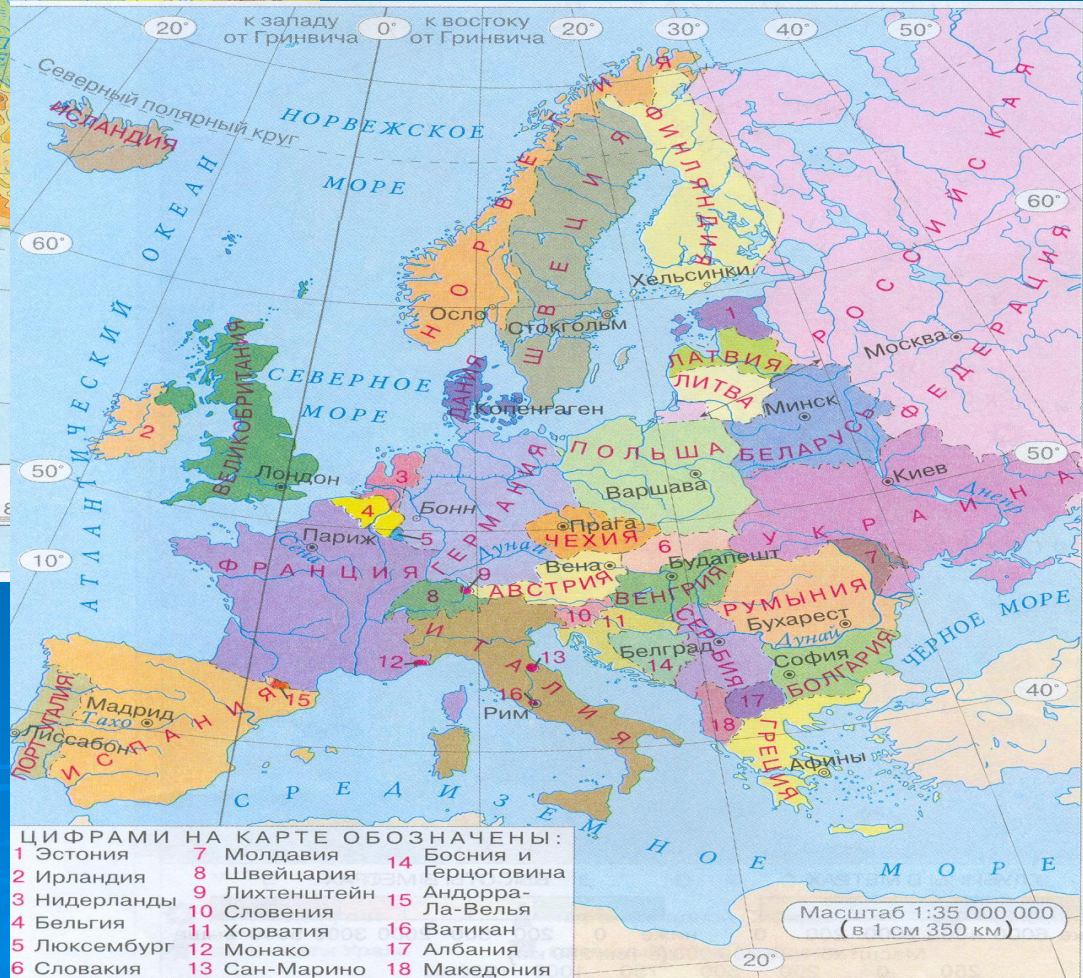 к западу
от Гринвича
к востоку
от Гринвича
20°
0°
20°
30°
40°
50°
Северный полярный круг
ИСЛАНДИЯ
НОРВЕЖСКОЕ
МОРЕ
АТЛАНТИЧЕСКИЙ ОКЕАН
НОРВЕГИЯ
ШВЕЦИЯ
ФИНЛЯНДИЯ
РОССИЙСКАЯ
ФЕДЕРАЦИЯ
60°
60°
Хельсинки
Осло
Стокгольм
1
Москва
ЛАТВИЯ
ЛИТВА
СЕВЕРНОЕ
МОРЕ
ДАНИЯ
Копенгаген
Минск
БЕЛАРУСЬ
ВЕЛИКОБРИТАНИЯ
2
Лондон
50°
50°
3
4
5
Бонн
ГЕРМАНИЯ
ПОЛЬША
Варшава
Киев
Днепр
УКРАИНА
Париж
Сена
ФРАНЦИЯ
Дунай
Прага
ЧЕХИЯ
6
Будапешт
7
10°
8
9
Вена
АВСТРИЯ
ВЕНГРИЯ
РУМЫНИЯ
Бухарест
Дунай
10
11
ИТАЛИЯ
СЕРБИЯ
Белград
14
София
БОЛГАРИЯ
ЧЕРНОЕ МОРЕ
12
13
15
16
Рим
17
18
40°
ПОРТУГАЛИЯ
Мадрид
Тахо
Лиссабон
ИСПАНИЯ
ГРЕЦИЯ
Афины
СРЕДИЗЕМНОЕ МОРЕ
20°
ЦИФРАМИ НА КАРТЕ ОБОЗНАЧЕНЫ:
1 Эстония
2 Ирландия
3 Нидерланды
4 Бельгия
5 Люксембург
6 Словакия
7 Молдавия
8 Швейцария
9 Лихтенштейн
10 Словения
11 Хорватия
12 Монако
13 Сан-Марино
14 Босния и
Герцоговина
15 Андорра-
Ла-Велья
16 Ватикан
17 Албания
18 Македония
Масштаб 1:35 000 000
(в 1 см 350 км)